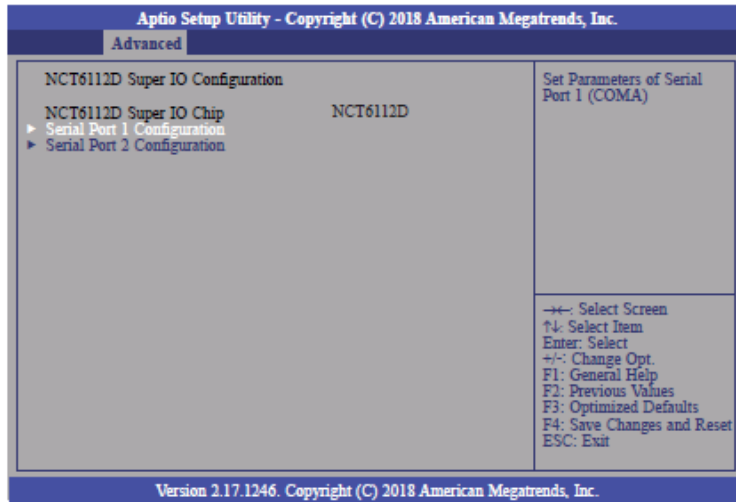 Aptio Setup Utility - Copyright (C) 2018 American Megatrends, Inc.
Advanced
NCT6112D Super IO Configuration
NCT6112D Super IO Chip NCT6112D
► Serial Port 1 Configuration
► Serial Port 2 Configuration
Set Parameters of Serial
Port 1 (COMA)
→←: Select Screen
↑↓: Select Item
Enter: Select
+/-: Change Opt.
F1: General Help
F2: Previous Values
F3: Optimized Defaults
F4: Save Changes and Reset
ESC: Exit
Version 2.17.1246. Copyright (C) 2018 American Megatrends, Inc.